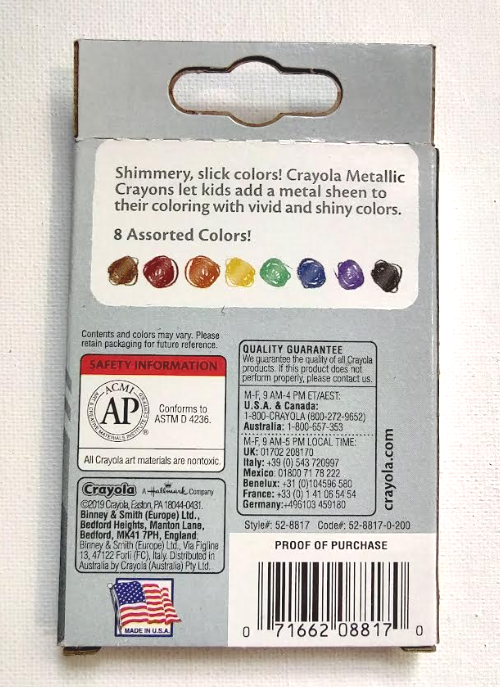 Shimmery, slick colors! Crayola Metallic
Crayons let kids add a metal sheen to
their coloring with vivid and shiny colors.
8 Assorted Colors!
Contents and colors may vary. Please
retain packaging for future reference.
SAFETY INFORMATION
ACMI
AP
Conforms to
ASTM D 4236.
All Crayola art materials are nontoxic.
Crayola A Hallmark Company
©2019 Crayola, Easton, PA 18044-0431.
Binney & Smith (Europe) Ltd.,
Bedford Heights, Manton Lane,
Bedford, MK41 7PH, England.
Binney & Smith (Europe) Ltd., Via Figline
13, 47122 Forlì (FC), Italy. Distributed in
Australia by Crayola (Australia) Pty Ltd.
MADE IN U.S.A.
QUALITY GUARANTEE
We guarantee the quality of all Crayola
products. If this product does not
perform properly, please contact us.
M-F, 9 AM-4 PM ET/AEST:
U.S.A. & Canada:
1-800-CRAYOLA (800-272-9652)
Australia: 1-800-657-353
M-F, 9 AM-5 PM LOCAL TIME:
UK: 01702 208170
Italy: +39 (0) 543 720997
Mexico: 01800 71 78 222
Benelux: +31 (0)104596 580
France: +33 (0) 1 41 06 54 54
Germany:+496103 459180
crayola.com
Style#: 52-8817 Code#: 52-8817-0-200
PROOF OF PURCHASE
0 71662 08817 0